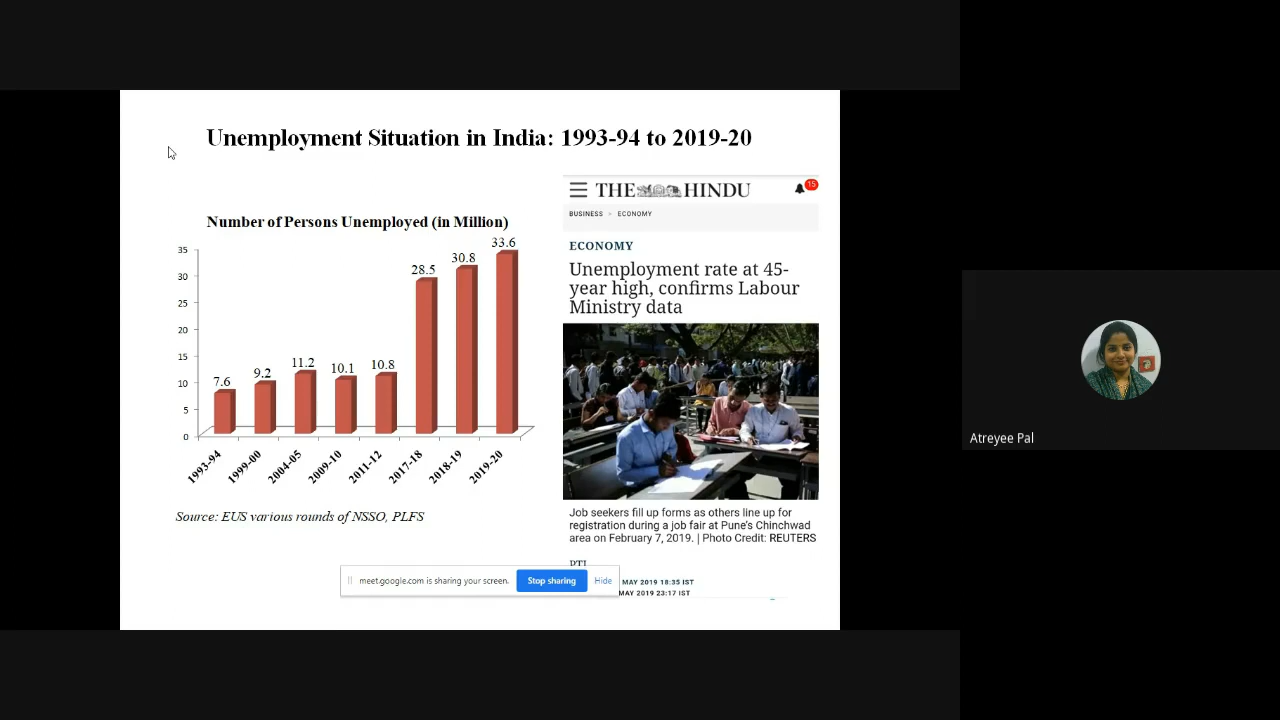 Unemployment Situation in India: 1993-94 to 2019-20
Number of Persons Unemployed (in Million)
35
30
25
20
15
10
5
0
7.6
9.2
11.2
10.1
10.8
28.5
30.8
33.6
1993-94
1999-00
2004-05
2009-10
2011-12
2017-18
2018-19
2019-20
Source: EUS various rounds of NSSO, PLFS
THE HINDU
15
BUSINESS > ECONOMY
ECONOMY
Unemployment rate at 45-
year high, confirms Labour
Ministry data
Job seekers fill up forms as others line up for
registration during a job fair at Pune's Chinchwad
area on February 7, 2019. | Photo Credit: REUTERS
PTI
MAY 2019 18:35 IST
MAY 2019 23:17 IST
meet.google.com is sharing your screen.
Stop sharing
Hide
Atreyee Pal